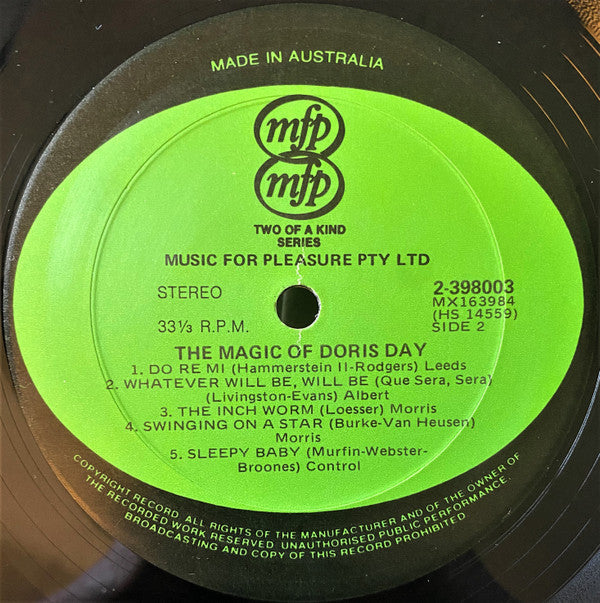 MADE IN AUSTRALIA
mfp
mfp
TWO OF A KIND
SERIES
MUSIC FOR PLEASURE PTY LTD
STEREO
2-398003
MX163984
(HS 14559)
33⅓ R.P.M.
SIDE 2
THE MAGIC OF DORIS DAY
1. DO RE MI (Hammerstein II-Rodgers) Leeds
2. WHATEVER WILL BE, WILL BE (Que Sera, Sera)
(Livingston-Evans) Albert
3. THE INCH WORM (Loesser) Morris
4. SWINGING ON A STAR (Burke-Van Heusen)
Morris
5. SLEEPY BABY (Murfin-Webster-
Broones) Control
COPYRIGHT RECORD. ALL RIGHTS OF THE MANUFACTURER AND OF THE OWNER OF
THE RECORDED WORK RESERVED. UNAUTHORISED PUBLIC PERFORMANCE,
BROADCASTING AND COPY OF THIS RECORD PROHIBITED